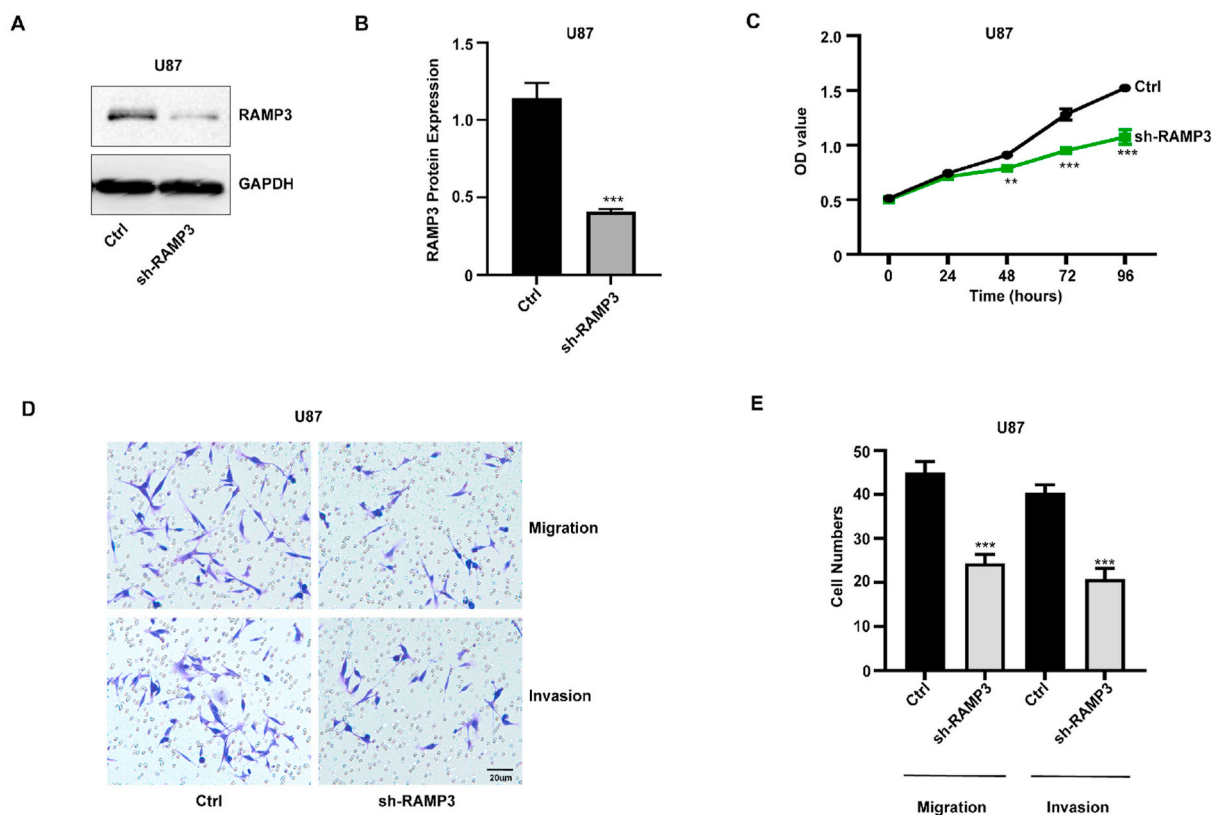 A
U87
RAMP3
GAPDH
Ctrl
sh-RAMP3
B
U87
RAMP3 Protein Expression
1.5
1.0
0.5
0
***
Ctrl
sh-RAMP3
C
U87
OD value
2.0
1.5
1.0
0.5
0
Ctrl
sh-RAMP3
**
***
***
0 24 48 72 96
Time (hours)
D
U87
Migration
Invasion
20um
Ctrl sh-RAMP3
E
U87
Cell Numbers
50
40
30
20
10
0
***
***
Ctrl
sh-RAMP3
Ctrl
sh-RAMP3
Migration Invasion